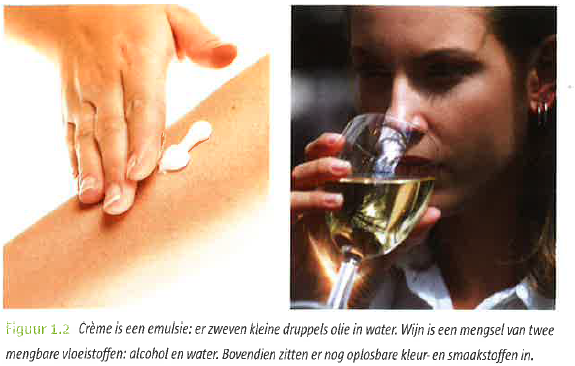 Figuur 1.2 Crème is een emulsie: er zweven kleine druppels olie in water. Wijn is een mengsel van twee
mengbare vloeistoffen: alcohol en water. Bovendien zitten er nog oplosbare kleur- en smaakstoffen in.